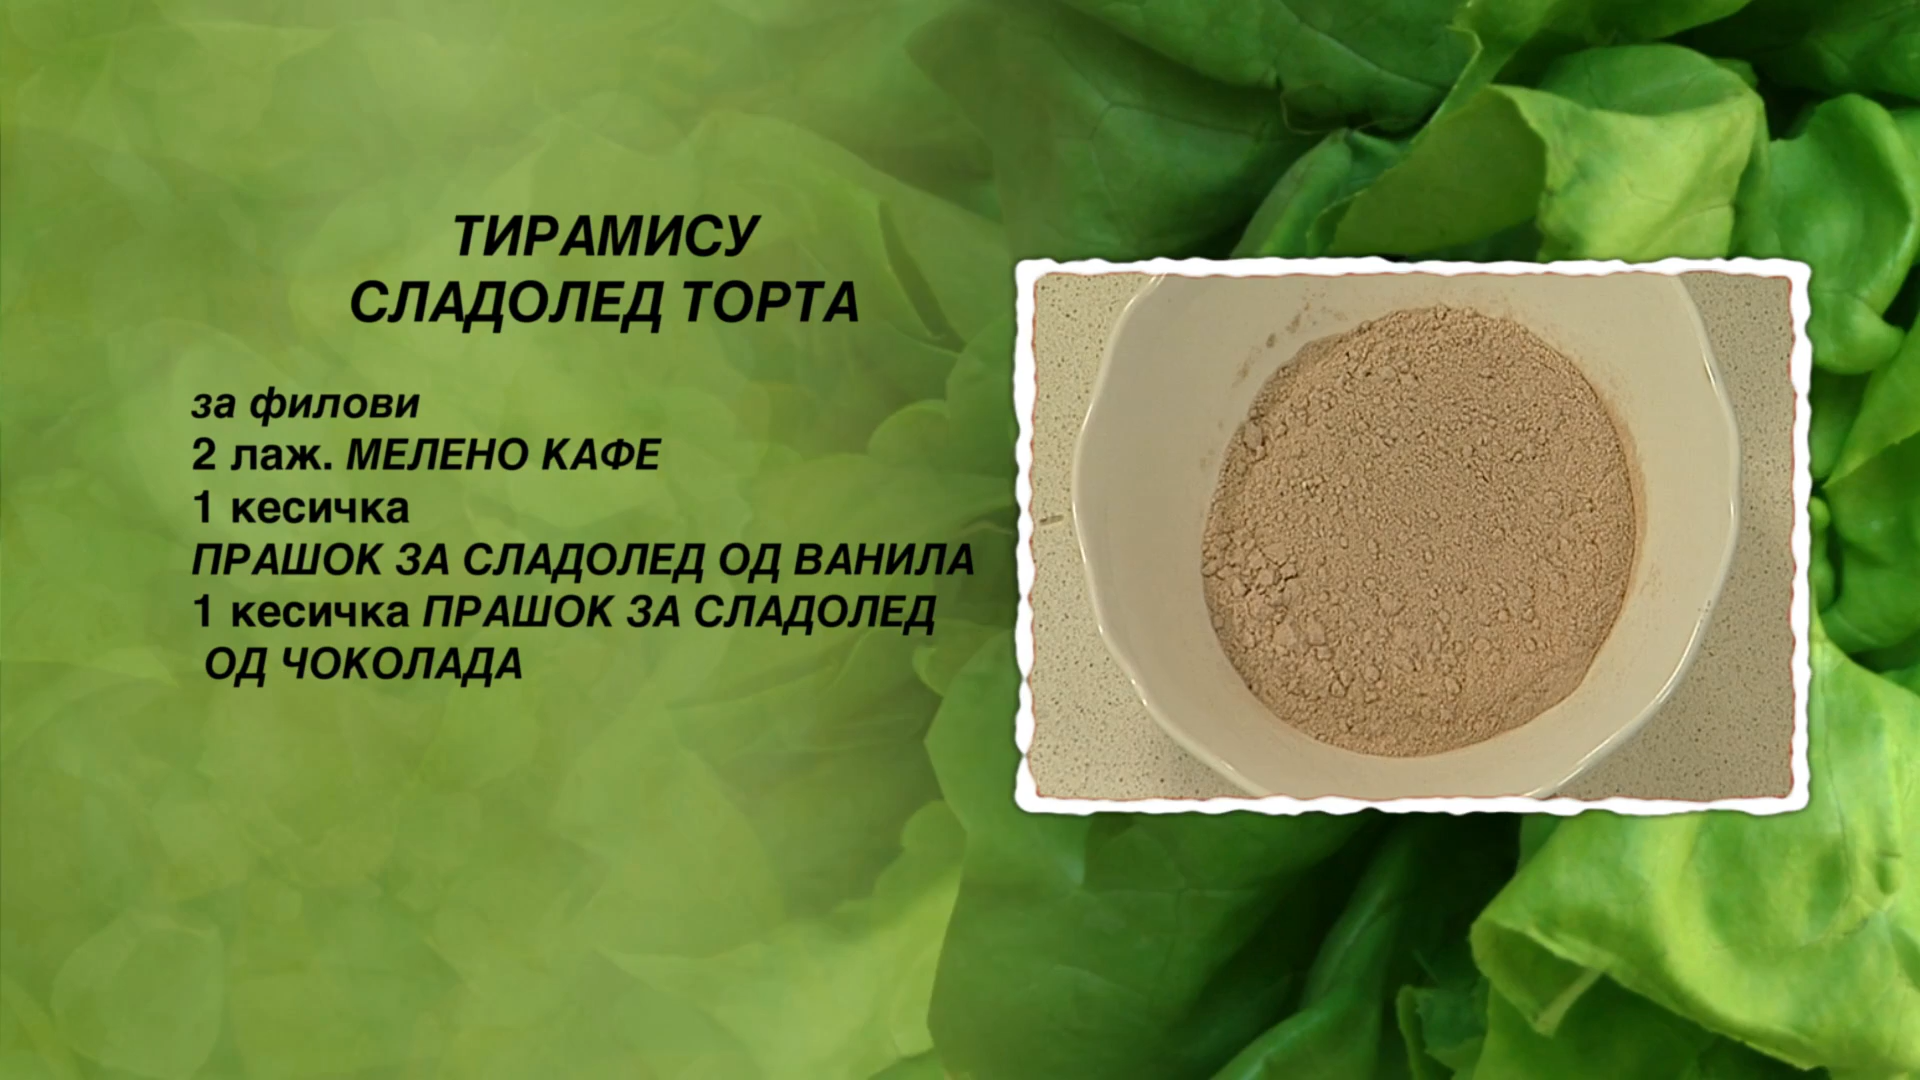 ТИРАМИСУ
СЛАДОЛЕД ТОРТА
за филови
2 лаж. МЕЛЕНО КАФЕ
1 кесичка
ПРАШОК ЗА СЛАДОЛЕД ОД ВАНИЛА
1 кесичка ПРАШОК ЗА СЛАДОЛЕД
ОД ЧОКОЛАДА